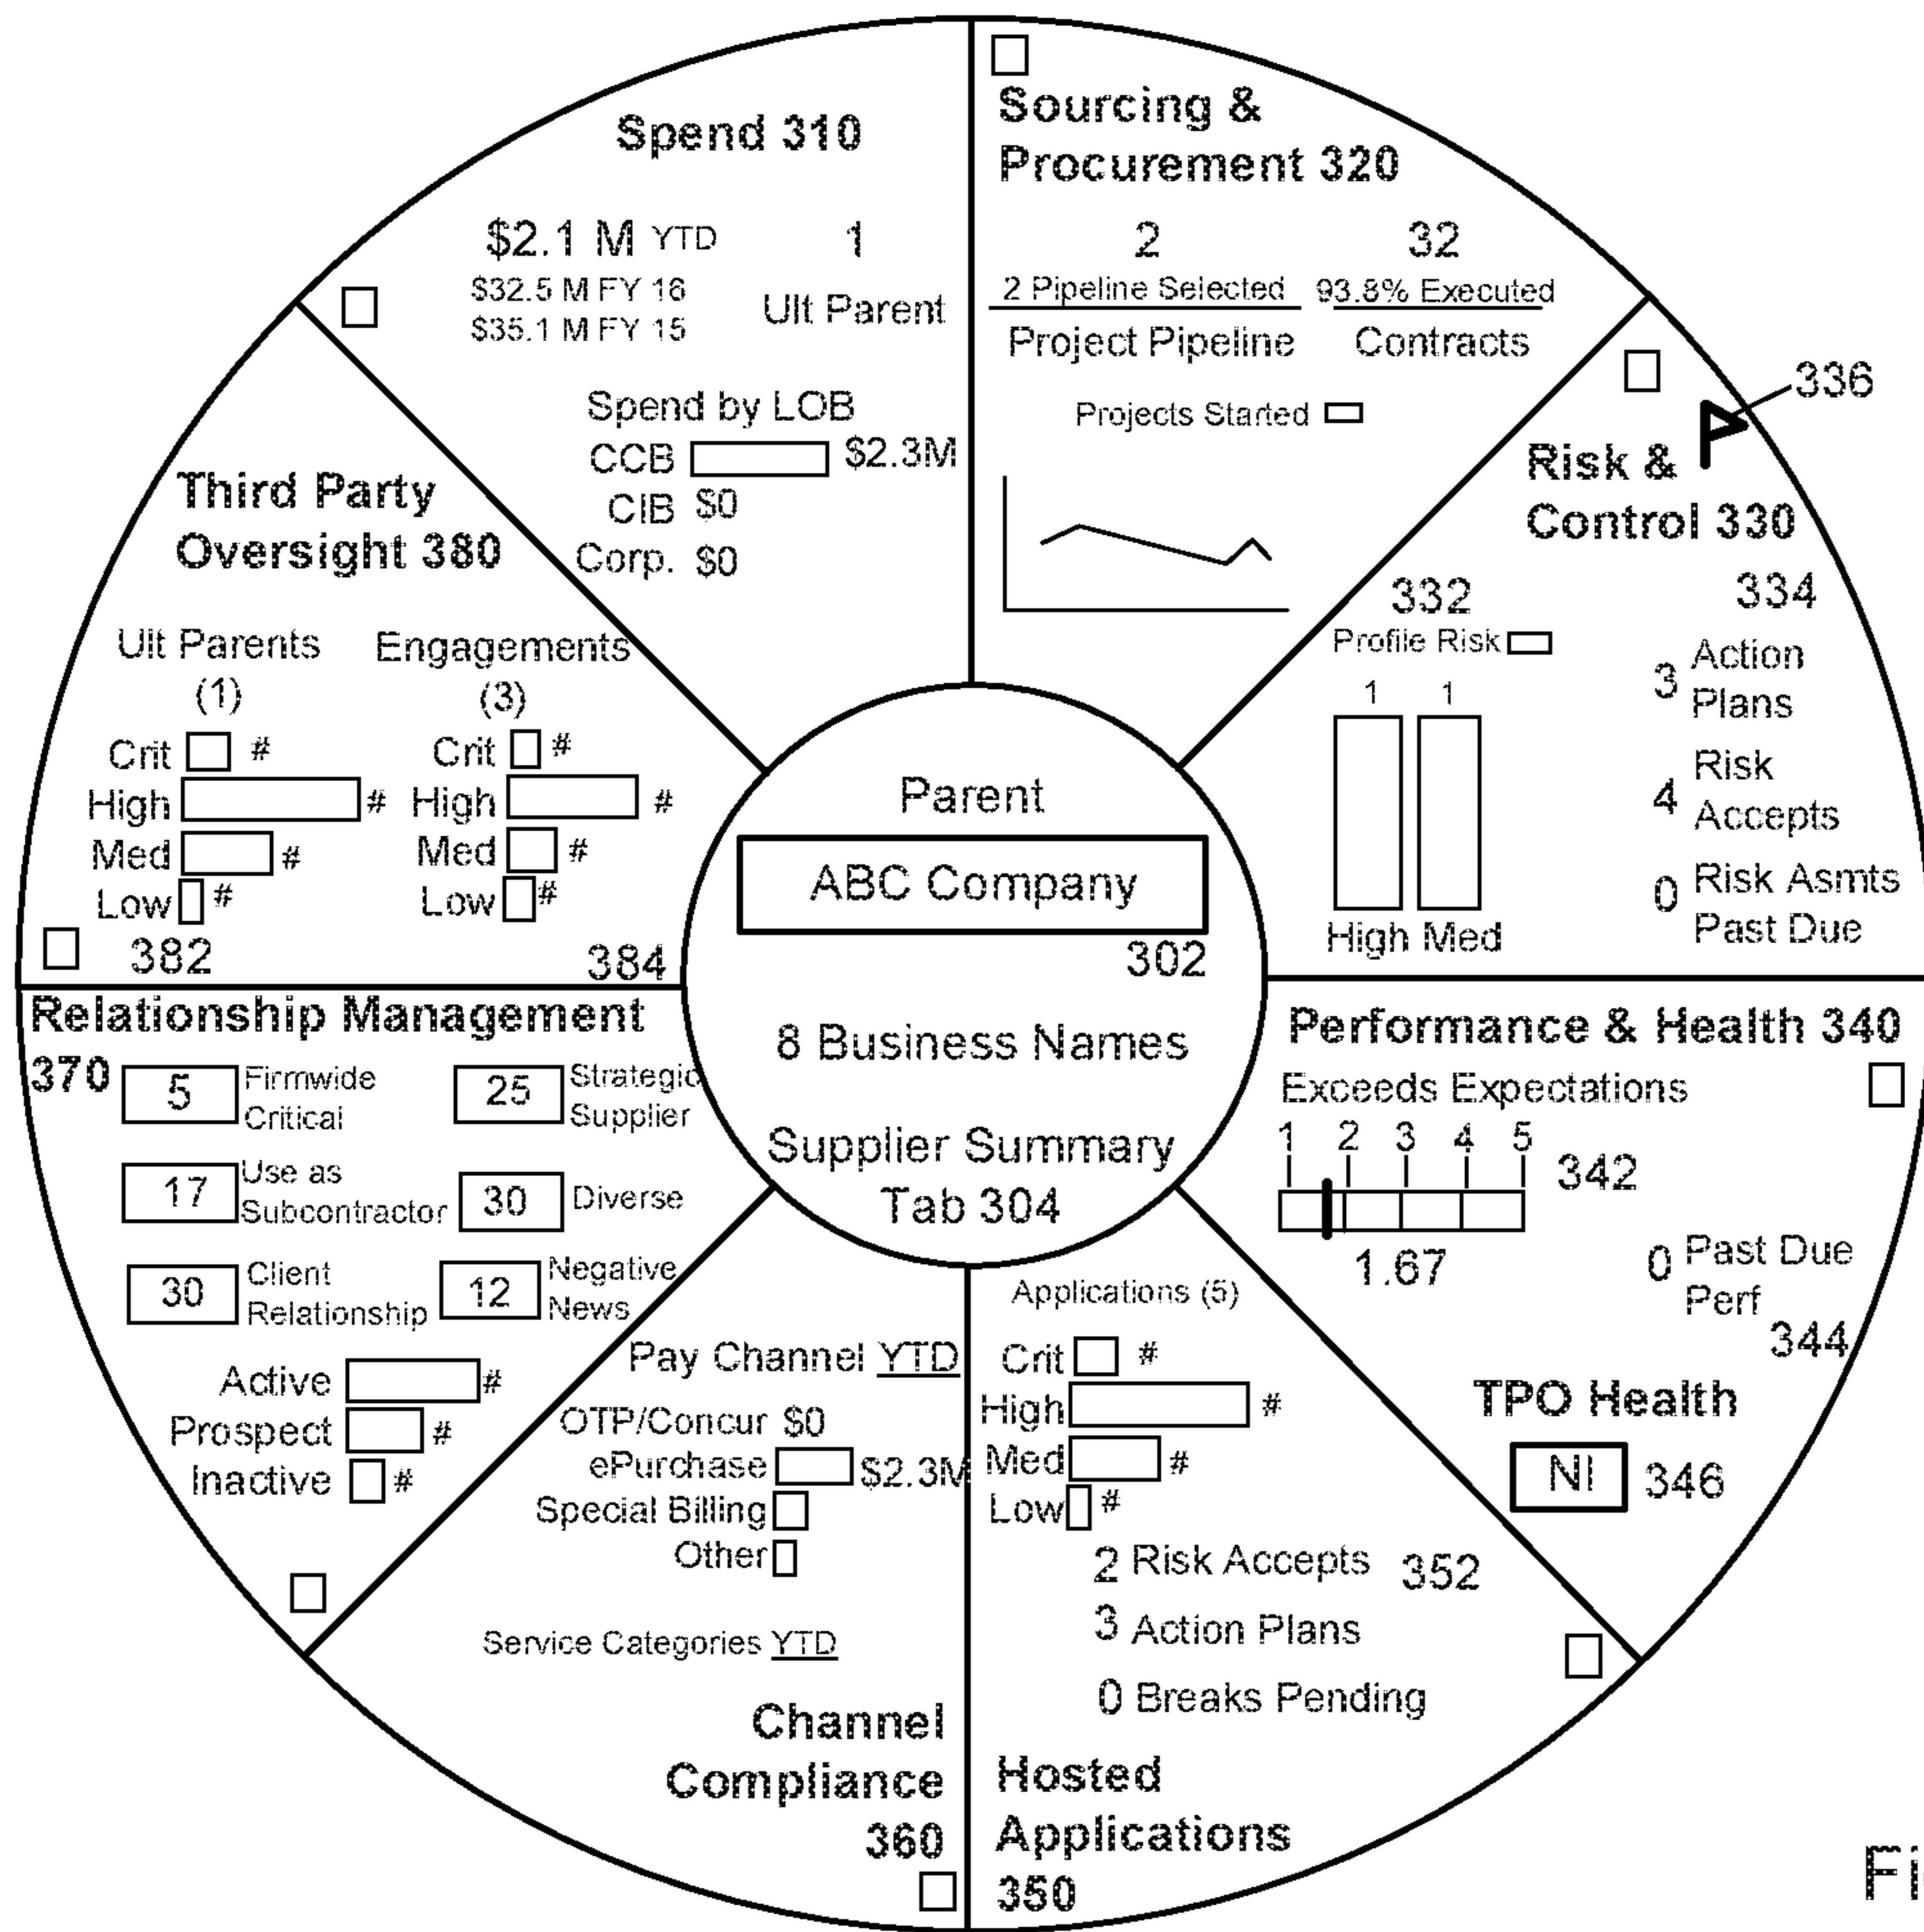 Spend 310
$2.1 M YTD
$32.5 M FY 16
$35.1 M FY 15
1
Ult Parent
Spend by LOB
CCB $2.3M
CIB $0
Corp. $0
Sourcing &
Procurement 320
2
2 Pipeline Selected
Project Pipeline
32
93.8% Executed
Contracts
Projects Started
336
Risk &
Control 330
332
Profile Risk
1 1
High Med
334
3 Action
Plans
4 Risk
Accepts
0 Risk Asmts
Past Due
Performance & Health 340
Exceeds Expectations
1 2 3 4 5
342
1.67
0 Past Due
Perf
344
TPO Health
NI 346
Applications (5)
Crit #
High #
Med #
Low #
2 Risk Accepts 352
3 Action Plans
0 Breaks Pending
Hosted
Applications
350
Pay Channel YTD
OTP/Concur $0
ePurchase $2.3M
Special Billing
Other
Service Categories YTD
Channel
Compliance
360
Relationship Management
370
5 Firmwide
Critical
25 Strategic
Supplier
17 Use as
Subcontractor
30 Diverse
30 Client
Relationship
12 Negative
News
Active #
Prospect #
Inactive #
Third Party
Oversight 380
Ult Parents
(1)
Crit #
High #
Med #
Low #
382
Engagements
(3)
Crit #
High #
Med #
Low #
384
Parent
ABC Company
302
8 Business Names
Supplier Summary
Tab 304